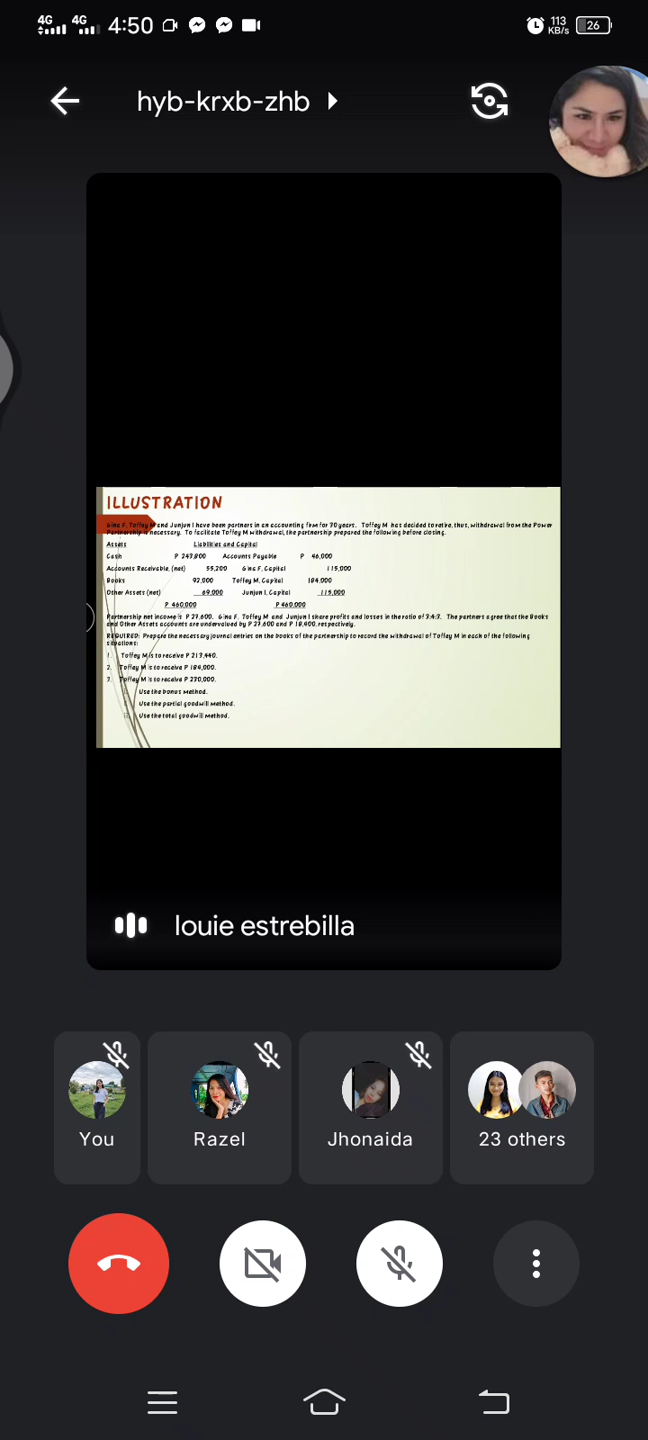 4G 4G 4:50 113 KB/s 26
hyb-krxb-zhb
ILLUSTRATION
Gina F, Toffey M and Junjun I have been partners in an accounting firm for 30 years. Toffey M has decided to retire, thus, withdrawal from the Power
Partnership is necessary. To facilitate Toffey M withdrawal, the partnership prepared the following before closing.
Assets Liabilities and Capital
Cash P 243,800 Accounts Payable P 46,000
Accounts Receivable, (net) 55,200 Gina F, Capital 115,000
Books 92,000 Toffey M, Capital 184,000
Other Assets (net) 69,000 Junjun I, Capital 115,000
P 460,000 P 460,000
Partnership net income is P 27,600. Gina F, Toffey M and Junjun I share profits and losses in the ratio of 3:4:3. The partners agree that the Books
and Other Assets accounts are undervalued by P 27,600 and P 18,400, respectively.
REQUIRED: Prepare the necessary journal entries on the books of the partnership to record the withdrawal of Toffey M in each of the following
situations:
1. Toffey M is to receive P 213,440.
2. Toffey M is to receive P 184,000.
3. Toffey M is to receive P 230,000.
Use the bonus method.
Use the partial goodwill method.
Use the total goodwill method.
louie estrebilla
You Razel Jhonaida 23 others